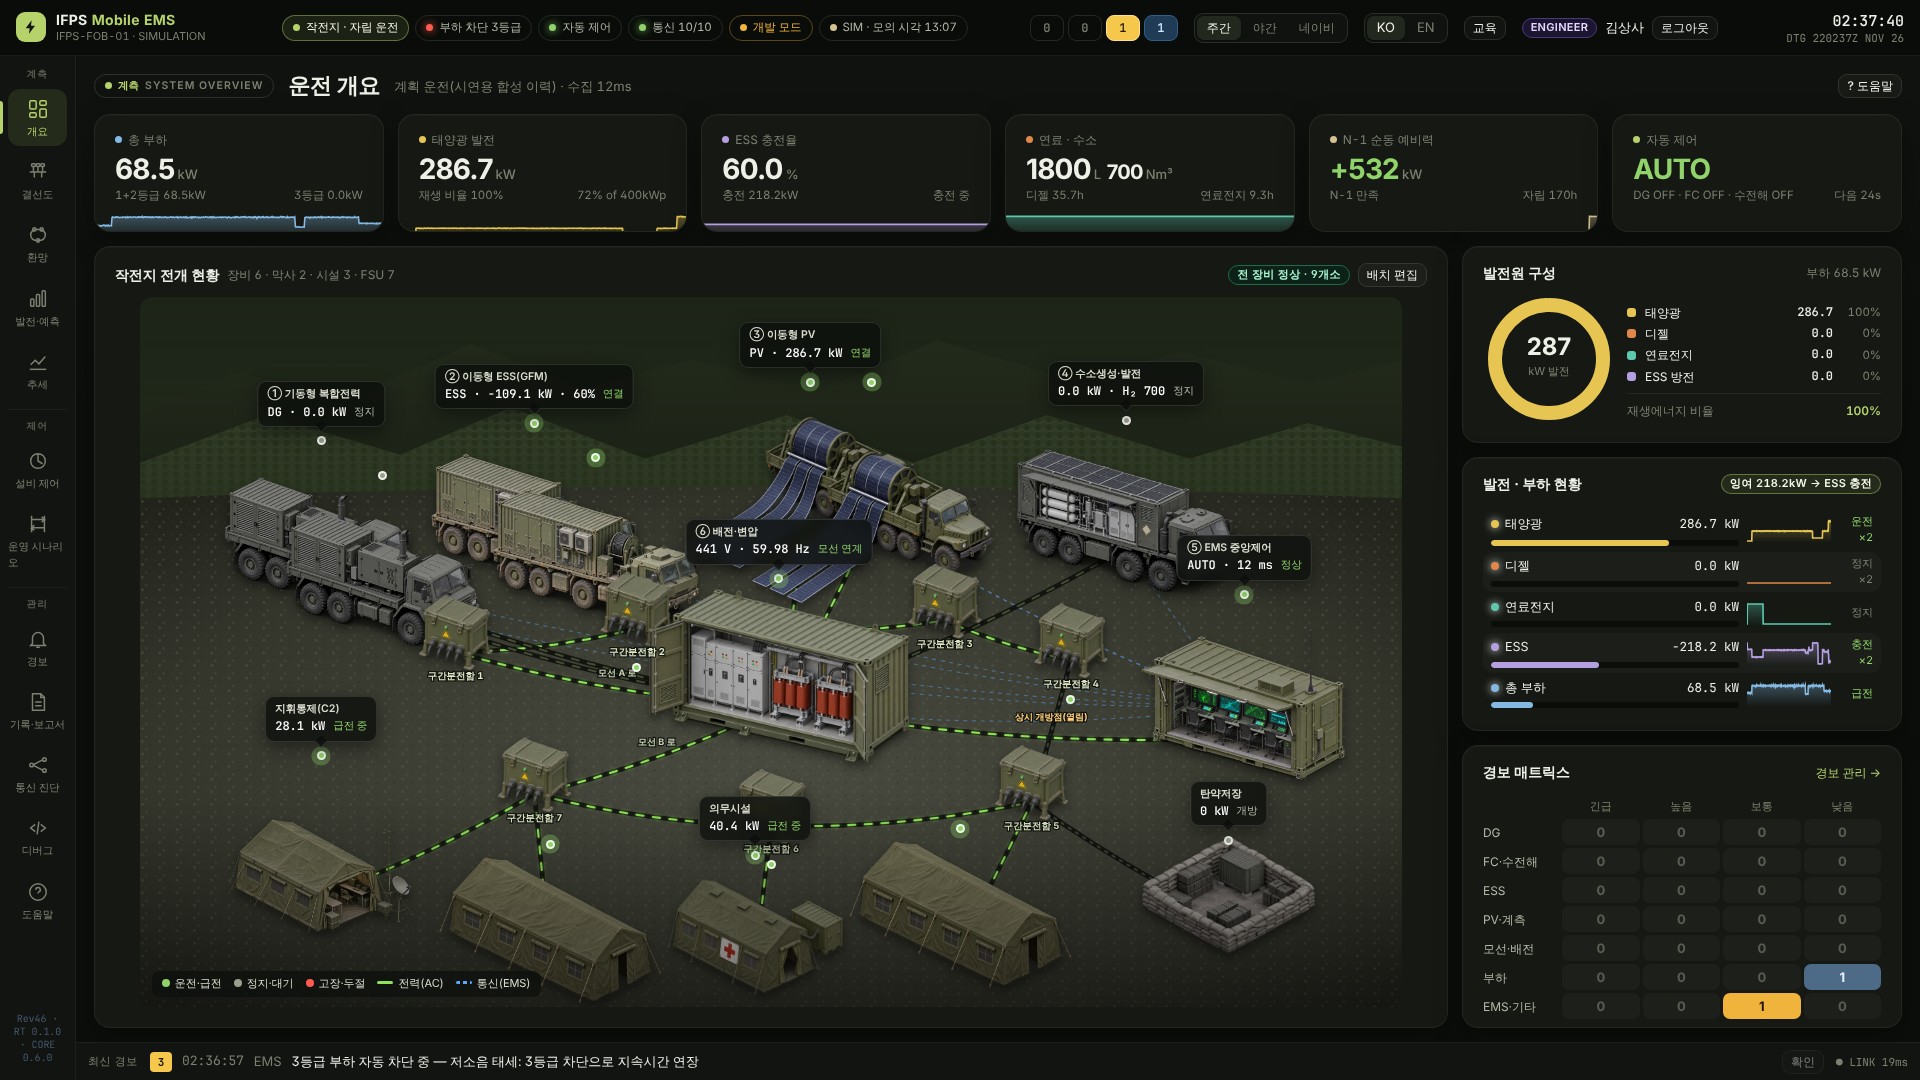 IFPS Mobile EMS
IFPS-FOB-01 · SIMULATION
작전지 · 자립 운전
부하 차단 3등급
자동 제어
통신 10/10
개발 모드
SIM · 모의 시각 13:07
0 0 1 1
주간 야간 네이비
KO EN
교육
ENGINEER 김상사 로그아웃
02:37:40
DTG 220237Z NOV 26
계측
개요
결선도
환망
발전·예측
추세
제어
설비 제어
운영 시나리
오
관리
경보
기록·보고서
통신 진단
디버그
도움말
Rev46 ·
RT 0.1.0
· CORE
0.6.0
계측 SYSTEM OVERVIEW
운전 개요
계획 운전(시연용 합성 이력) · 수집 12ms
? 도움말
총 부하
68.5 kW
1+2등급 68.5kW 3등급 0.0kW
태양광 발전
286.7 kW
재생 비율 100% 72% of 400kWp
ESS 충전율
60.0 %
충전 218.2kW 충전 중
연료 · 수소
1800 L 700 Nm³
디젤 35.7h 연료전지 9.3h
N-1 순동 예비력
+532 kW
N-1 만족 자립 170h
자동 제어
AUTO
DG OFF · FC OFF · 수전해 OFF 다음 24s
작전지 전개 현황 장비 6 · 막사 2 · 시설 3 · FSU 7
전 장비 정상 · 9개소
배치 편집
③ 이동형 PV
PV · 286.7 kW 연결
② 이동형 ESS(GFM)
ESS · -109.1 kW · 60% 연결
④ 수소생성·발전
0.0 kW · H₂ 700 정지
① 기동형 복합전력
DG · 0.0 kW 정지
⑥ 배전·변압
441 V · 59.98 Hz 모선 연계
⑤ EMS 중앙제어
AUTO · 12 ms 정상
구간분전함 1
구간분전함 2
모선 A 로
구간분전함 3
구간분전함 4
상시 개방점(열림)
지휘통제(C2)
28.1 kW 급전 중
모선 B 로
구간분전함 7
의무시설
40.4 kW 급전 중
구간분전함 6
구간분전함 5
탄약저장
0 kW 개방
운전·급전
정지·대기
고장·두절
전력(AC)
통신(EMS)
발전원 구성
부하 68.5 kW
287
kW 발전
태양광 286.7 100%
디젤 0.0 0%
연료전지 0.0 0%
ESS 방전 0.0 0%
재생에너지 비율 100%
발전 · 부하 현황
잉여 218.2kW → ESS 충전
태양광 286.7 kW 운전 ×2
디젤 0.0 kW 정지 ×2
연료전지 0.0 kW 정지
ESS -218.2 kW 충전 ×2
총 부하 68.5 kW 급전
경보 매트릭스
경보 관리 →
긴급 높음 보통 낮음
DG 0 0 0 0
FC·수전해 0 0 0 0
ESS 0 0 0 0
PV·계측 0 0 0 0
모선·배전 0 0 0 0
부하 0 0 0 1
EMS·기타 0 0 1 0
최신 경보 3 02:36:57 EMS 3등급 부하 자동 차단 중 — 저소음 태세: 3등급 차단으로 지속시간 연장
확인
LINK 19ms